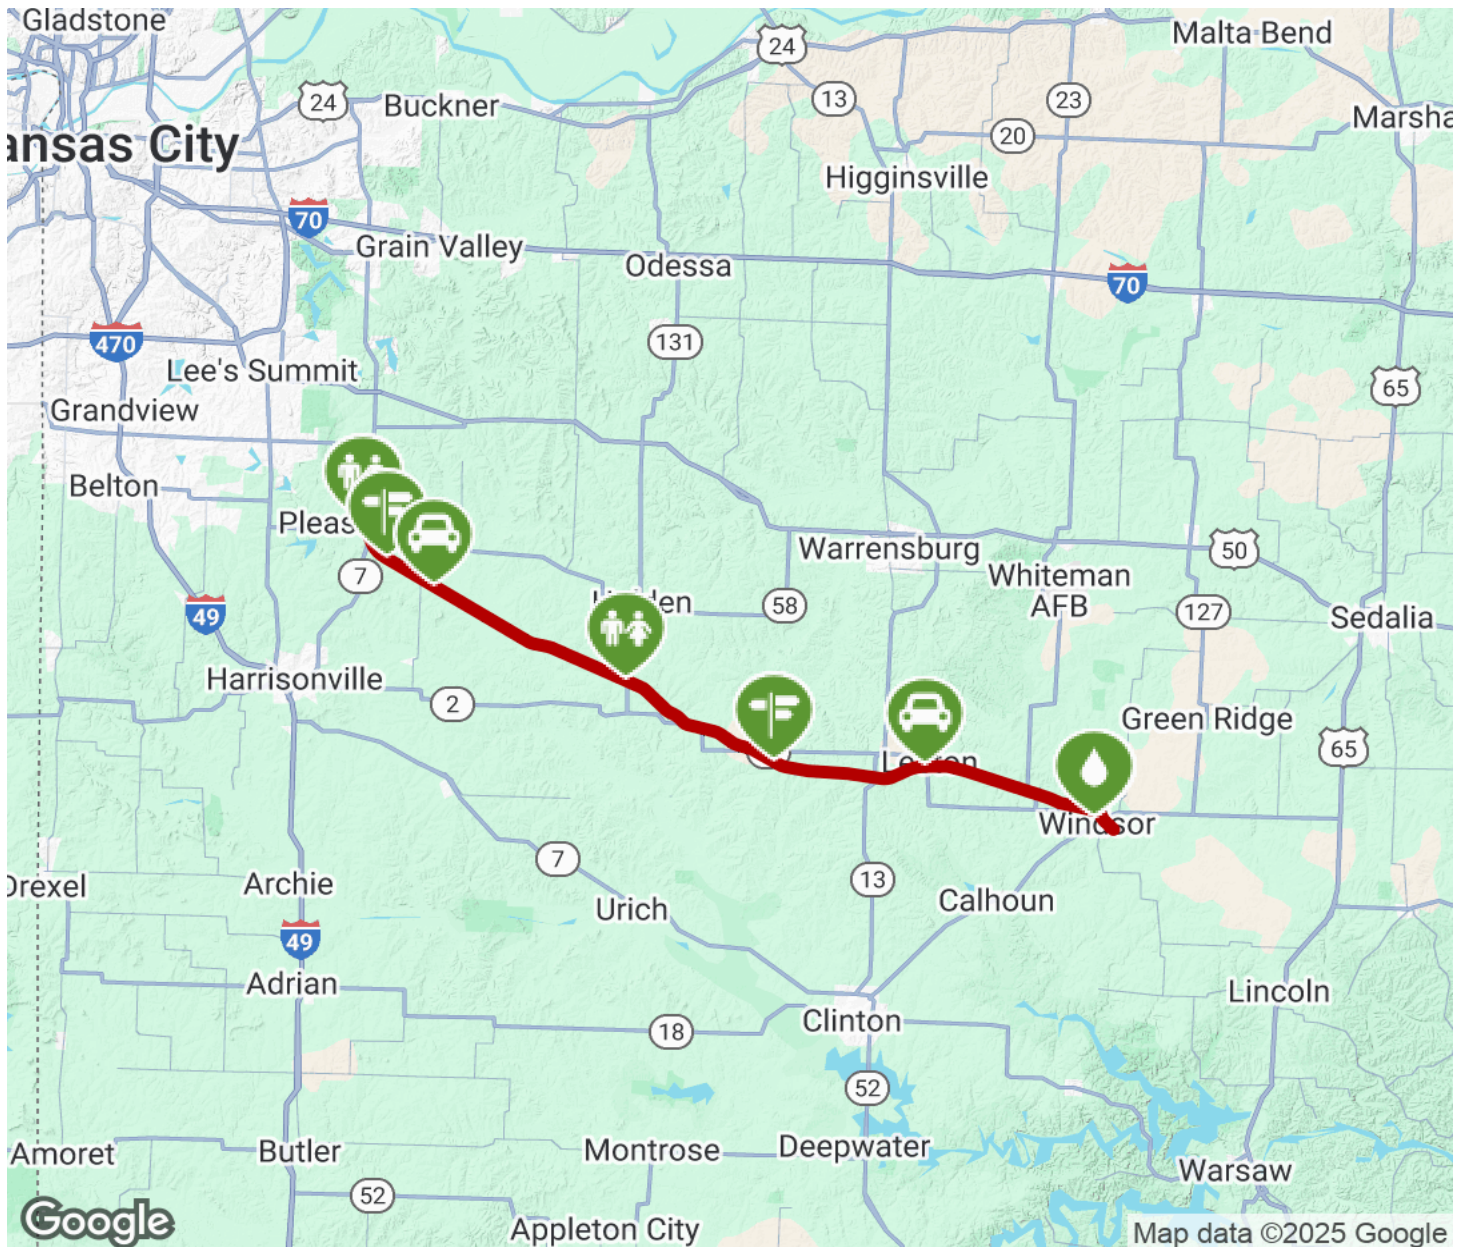 Gladstone
Malta Bend
24
24
Buckner
13
23
Marsha
20
ansas City
Higginsville
70
Grain Valley
Odessa
70
470
131
Lee's Summit
65
Grandview
Belton
Pleas
Warrensburg
50
Whiteman
AFB
7
58
127
49
Sedalia
Harrisonville
2
Green Ridge
65
Windsor
7
13
Archie
Drexel
Calhoun
Urich
49
Adrian
Lincoln
Clinton
18
52
Amoret
Butler
Montrose
Deepwater
Warsaw
52
Appleton City
Google
Map data ©2025 Google